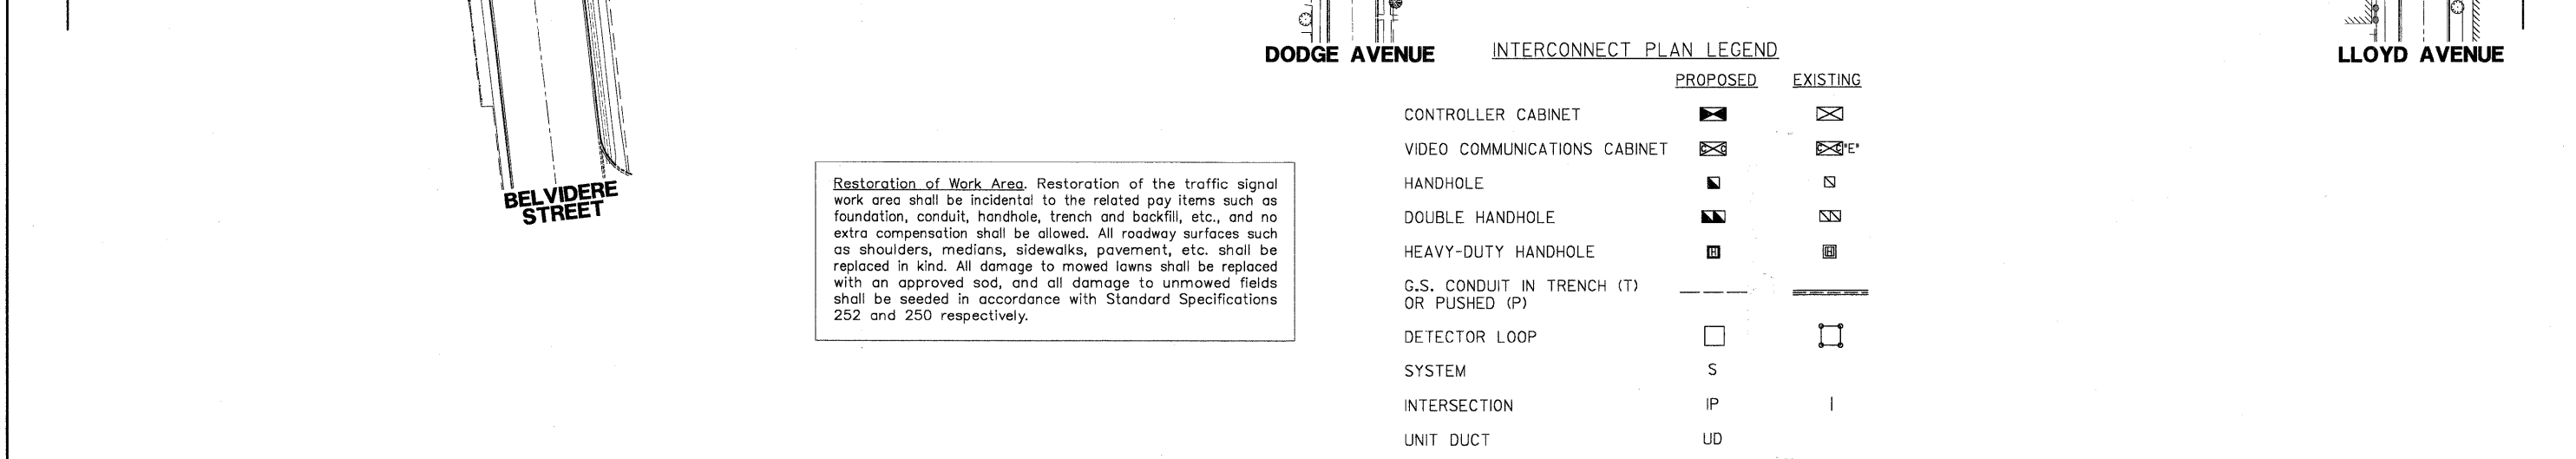 DODGE AVENUE
LLOYD AVENUE
BELVIDERE
STREET
Restoration of Work Area. Restoration of the traffic signal
work area shall be incidental to the related pay items such as
foundation, conduit, handhole, trench and backfill, etc., and no
extra compensation shall be allowed. All roadway surfaces such
as shoulders, medians, sidewalks, pavement, etc. shall be
replaced in kind. All damage to mowed lawns shall be replaced
with an approved sod, and all damage to unmowed fields
shall be seeded in accordance with Standard Specifications
252 and 250 respectively.
INTERCONNECT PLAN LEGEND
PROPOSED EXISTING
CONTROLLER CABINET
VIDEO COMMUNICATIONS CABINET C C C C "E"
HANDHOLE
DOUBLE HANDHOLE
HEAVY-DUTY HANDHOLE H H
G.S. CONDUIT IN TRENCH (T)
OR PUSHED (P)
DETECTOR LOOP
SYSTEM S
INTERSECTION IP I
UNIT DUCT UD